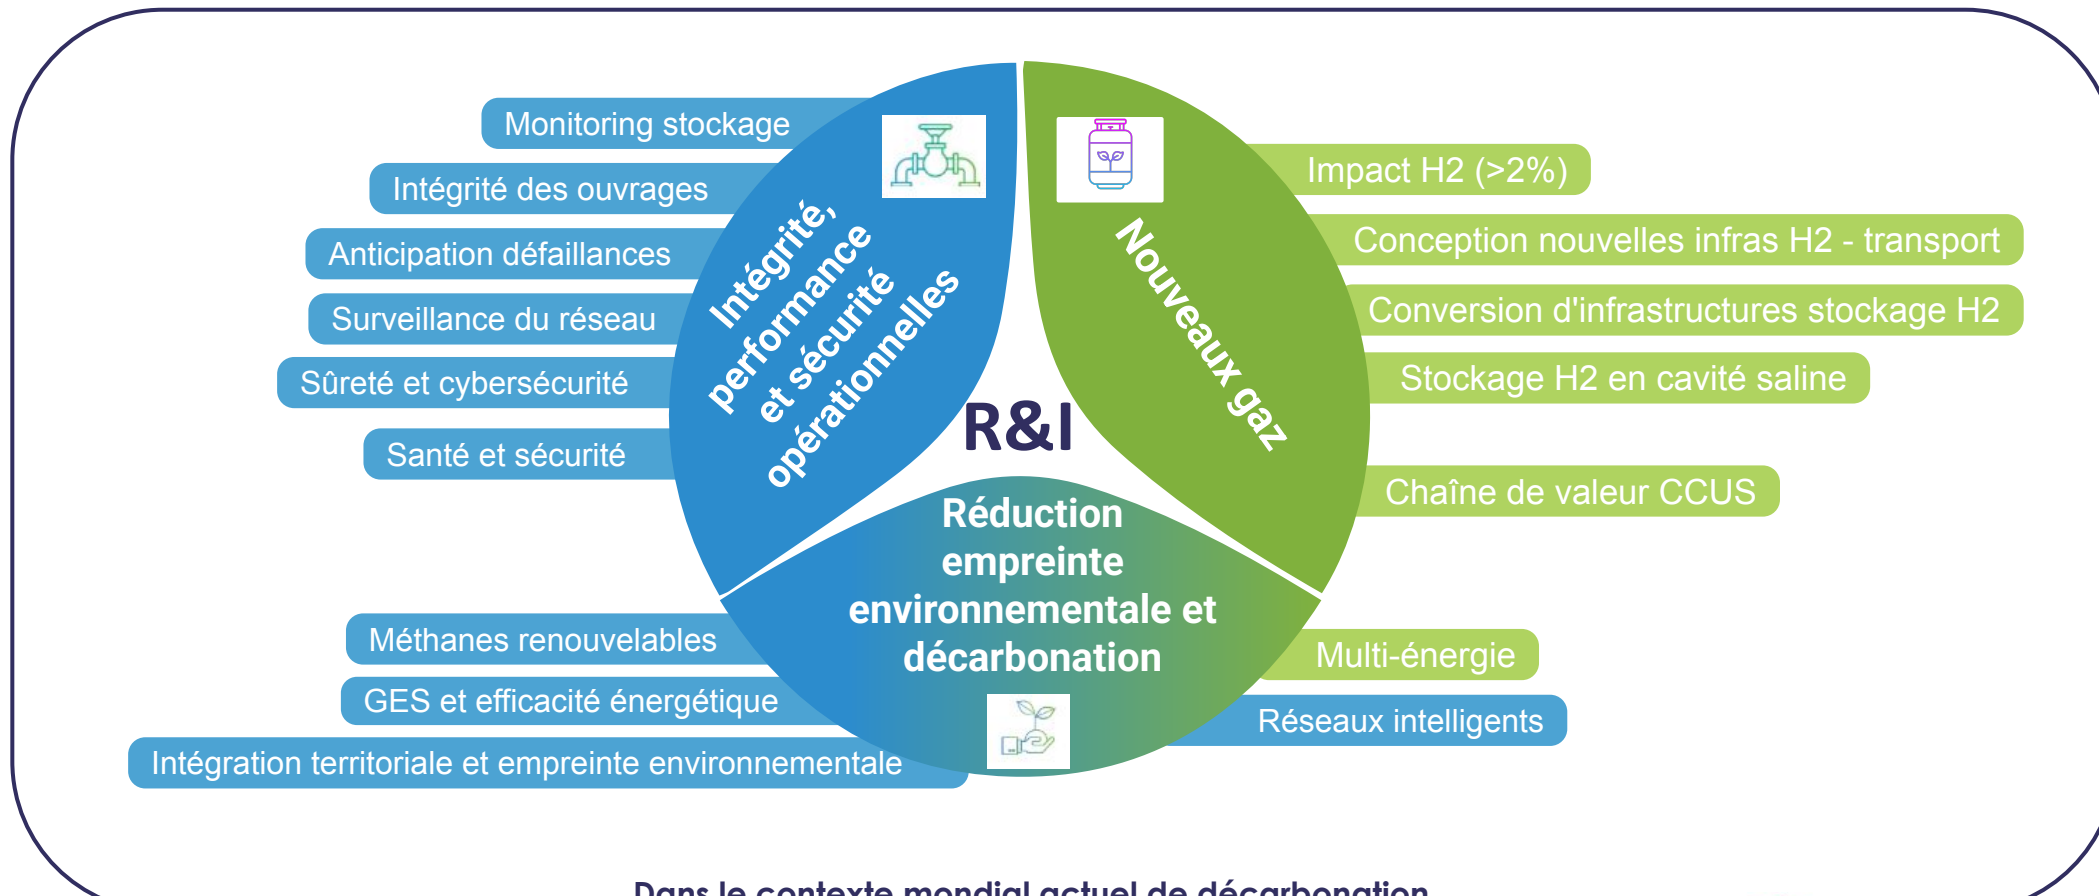 Monitoring stockage
Intégrité des ouvrages
Anticipation défaillances
Surveillance du réseau
Sûreté et cybersécurité
Santé et sécurité
Intégrité,
performance
et sécurité
opérationnelles
Nouveaux gaz
Impact H2 (>2%)
Conception nouvelles infras H2 - transport
Conversion d'infrastructures stockage H2
Stockage H2 en cavité saline
Chaîne de valeur CCUS
R&I
Réduction
empreinte
environnementale et
décarbonation
Méthanes renouvelables
GES et efficacité énergétique
Intégration territoriale et empreinte environnementale
Multi-énergie
Réseaux intelligents
Dans le contexte mondial actuel de décarbonation